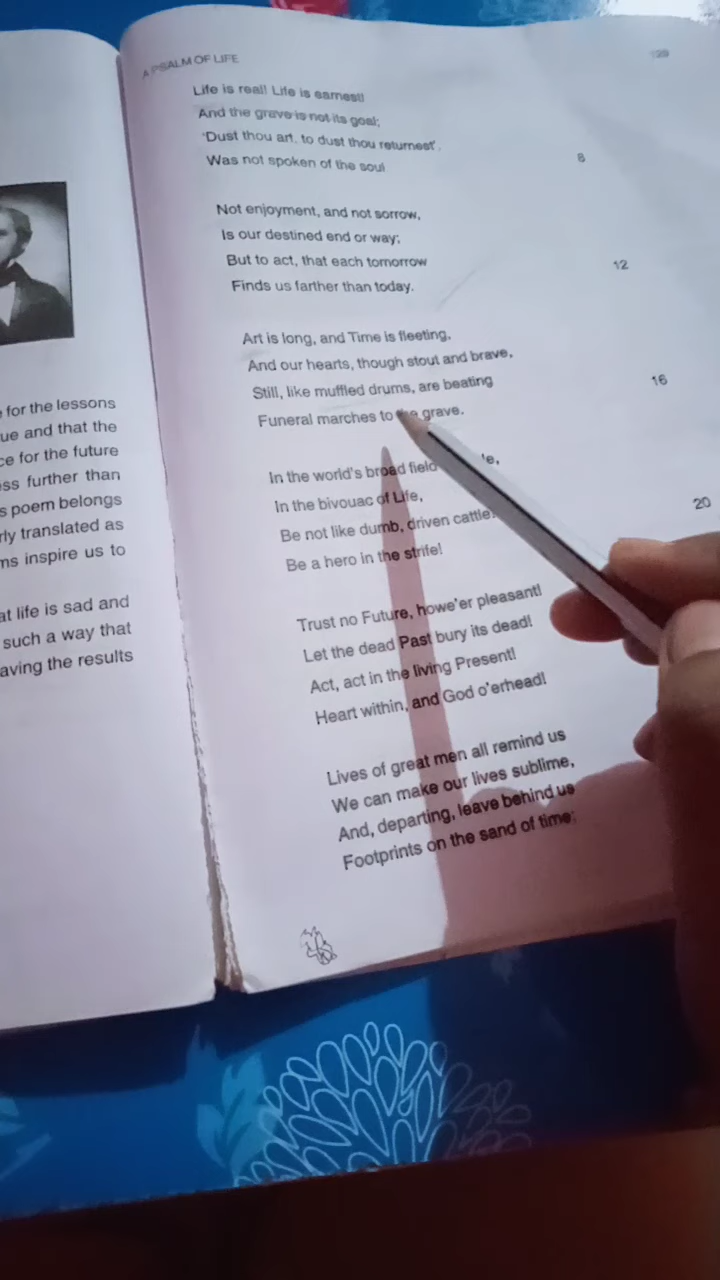 A PSALM OF LIFE
129
Life is real! Life is earnest!
And the grave is not its goal;
'Dust thou art, to dust thou returnest'.
Was not spoken of the soul
8
Not enjoyment, and not sorrow,
Is our destined end or way;
But to act, that each tomorrow
12
Finds us farther than today.
Art is long, and Time is fleeting,
And our hearts, though stout and brave,
Still, like muffled drums, are beating
16
Funeral marches to the grave.
In the world's broad field
In the bivouac of Life,
Be not like dumb, driven cattle!
20
Be a hero in the strife!
Trust no Future, howe'er pleasant!
Let the dead Past bury its dead!
Act, act in the living Present!
Heart within, and God o'erhead!
Lives of great men all remind us
We can make our lives sublime,
And, departing, leave behind us
Footprints on the sand of time;
for the lessons
ue and that the
ce for the future
ss further than
s poem belongs
rly translated as
ms inspire us to
at life is sad and
such a way that
aving the results